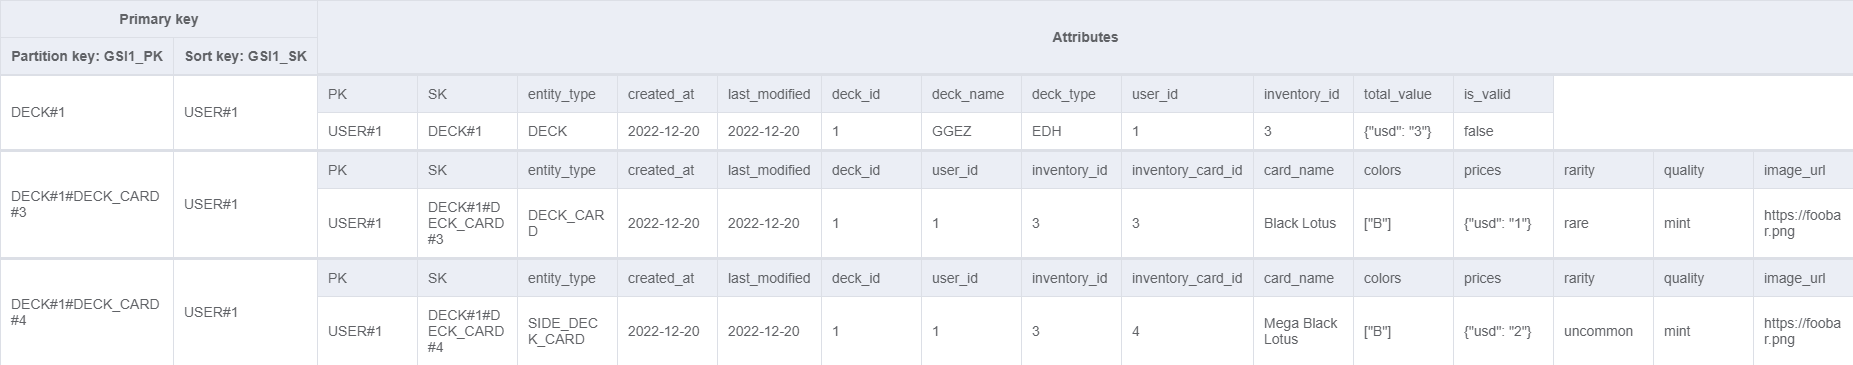 Primary key
Attributes
Partition key: GSI1_PK Sort key: GSI1_SK
PK SK entity_type created_at last_modified deck_id deck_name deck_type user_id inventory_id total_value is_valid
DECK#1 USER#1
USER#1 DECK#1 DECK 2022-12-20 2022-12-20 1 GGEZ EDH 1 3 {"usd": "3"} false
PK SK entity_type created_at last_modified deck_id user_id inventory_id inventory_card_id card_name colors prices rarity quality image_url
DECK#1#DECK_CARD
#3
USER#1
USER#1
DECK#1#D
ECK_CARD
#3
DECK_CAR
D
2022-12-20 2022-12-20 1 1 3 3 Black Lotus ["B"] {"usd": "1"} rare mint
https://fooba
r.png
PK SK entity_type created_at last_modified deck_id user_id inventory_id inventory_card_id card_name colors prices rarity quality image_url
DECK#1#DECK_CARD
#4
USER#1
USER#1
DECK#1#D
ECK_CARD
#4
SIDE_DEC
K_CARD
2022-12-20 2022-12-20 1 1 3 4
Mega Black
Lotus
["B"] {"usd": "2"} uncommon mint
https://fooba
r.png